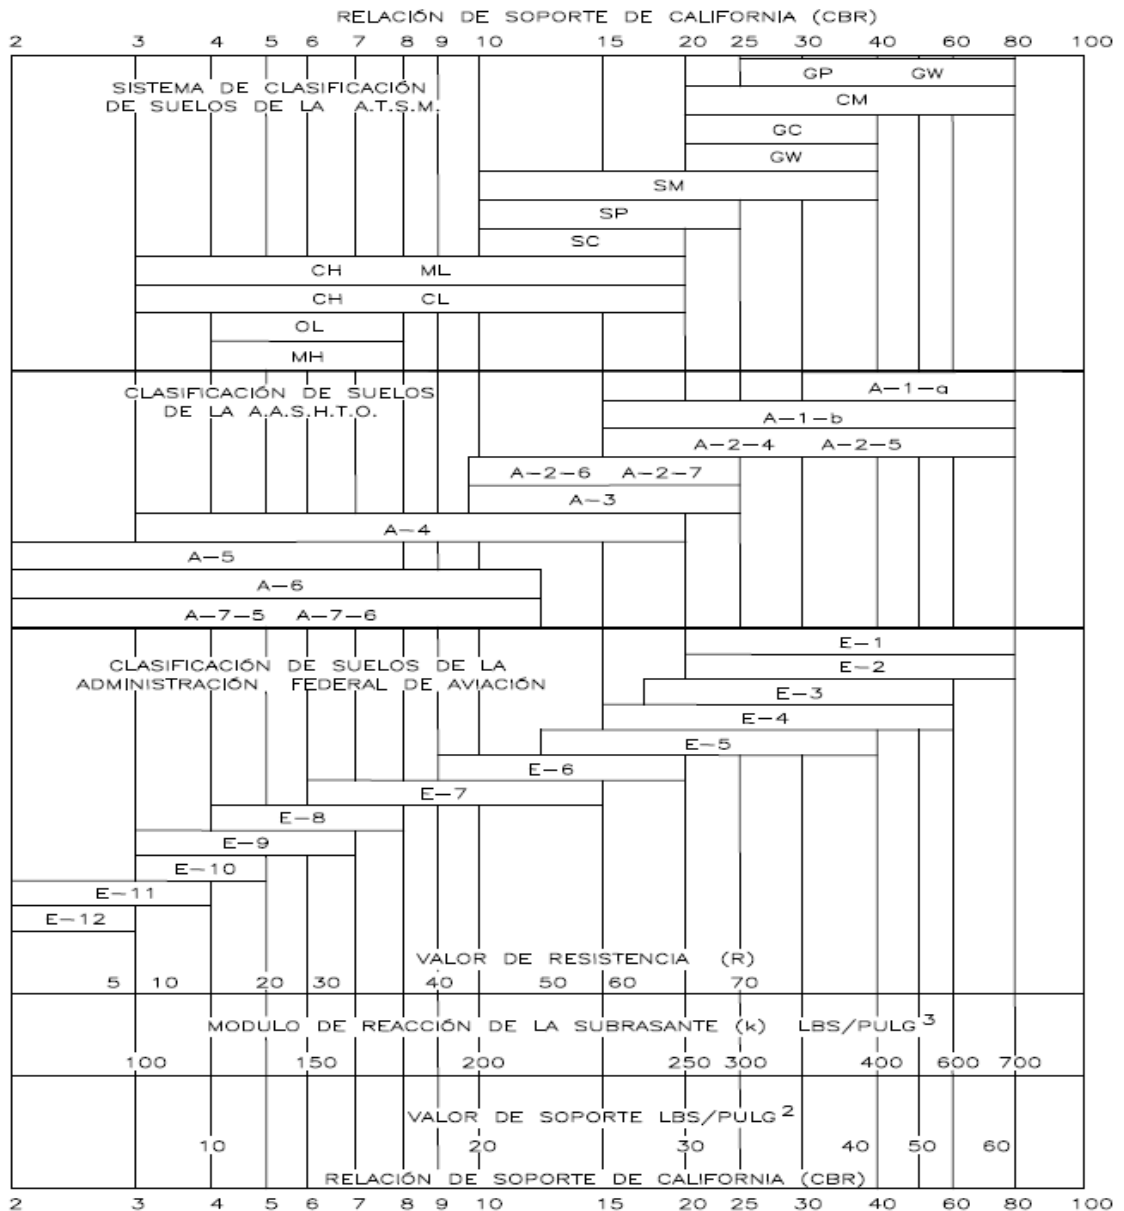 RELACIÓN DE SOPORTE DE CALIFORNIA (CBR)
2 3 4 5 6 7 8 9 10 15 20 25 30 40 60 80 100
SISTEMA DE CLASIFICACIÓN
DE SUELOS DE LA A.T.S.M.
GP GW
CM
GC
GW
SM
SP
SC
CH ML
CH CL
OL
MH
CLASIFICACIÓN DE SUELOS
DE LA A.A.S.H.T.O.
A-1-a
A-1-b
A-2-4 A-2-5
A-2-6 A-2-7
A-3
A-4
A-5
A-6
A-7-5 A-7-6
CLASIFICACIÓN DE SUELOS DE LA
ADMINISTRACIÓN FEDERAL DE AVIACIÓN
E-1
E-2
E-3
E-4
E-5
E-6
E-7
E-8
E-9
E-10
E-11
E-12
VALOR DE RESISTENCIA (R)
5 10 20 30 40 50 60 70
MODULO DE REACCIÓN DE LA SUBRASANTE (k) LBS/PULG 3
100 150 200 250 300 400 600 700
VALOR DE SOPORTE LBS/PULG 2
10 20 30 40 50 60
RELACIÓN DE SOPORTE DE CALIFORNIA (CBR)
2 3 4 5 6 7 8 9 10 15 20 25 30 40 60 80 100